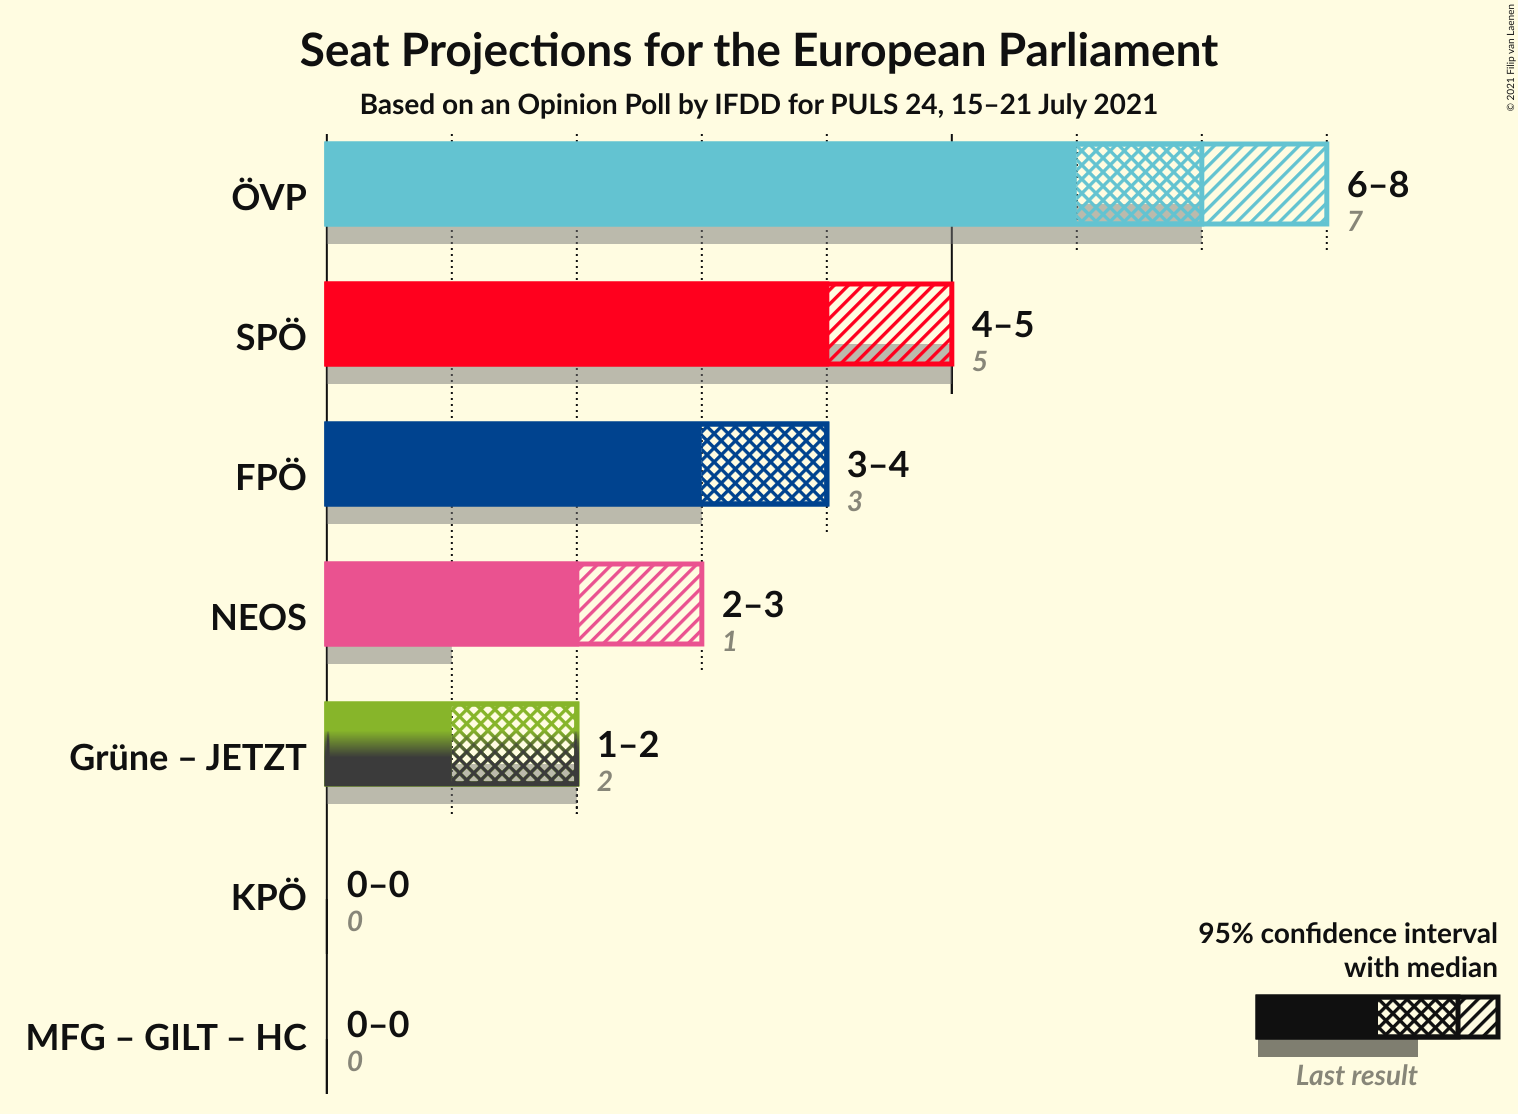 Seat Projections for the European Parliament
Based on an Opinion Poll by IFDD for PULS 24, 15–21 July 2021
© 2021 Filip van Laenen
ÖVP
6–8
7
SPÖ
4–5
5
FPÖ
3–4
3
NEOS
2–3
1
Grüne – JETZT
1–2
2
KPÖ
0–0
0
MFG – GILT – HC
0–0
0
95% confidence interval
with median
Last result